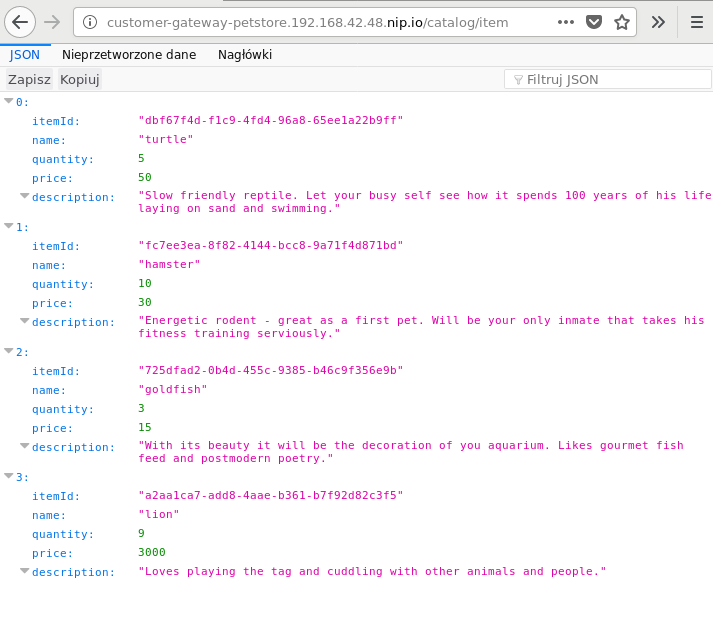 customer-gateway-petstore.192.168.42.48.nip.io/catalog/item
JSON Nieprzetworzone dane Nagłówki
Zapisz Kopiuj Filtruj JSON
0:
itemId: "dbf67f4d-f1c9-4fd4-96a8-65ee1a22b9ff"
name: "turtle"
quantity: 5
price: 50
description: "Slow friendly reptile. Let your busy self see how it spends 100 years of his life
laying on sand and swimming."
1:
itemId: "fc7ee3ea-8f82-4144-bcc8-9a71f4d871bd"
name: "hamster"
quantity: 10
price: 30
description: "Energetic rodent - great as a first pet. Will be your only inmate that takes his
fitness training serviously."
2:
itemId: "725dfad2-0b4d-455c-9385-b46c9f356e9b"
name: "goldfish"
quantity: 3
price: 15
description: "With its beauty it will be the decoration of you aquarium. Likes gourmet fish
feed and postmodern poetry."
3:
itemId: "a2aa1ca7-add8-4aae-b361-b7f92d82c3f5"
name: "lion"
quantity: 9
price: 3000
description: "Loves playing the tag and cuddling with other animals and people."